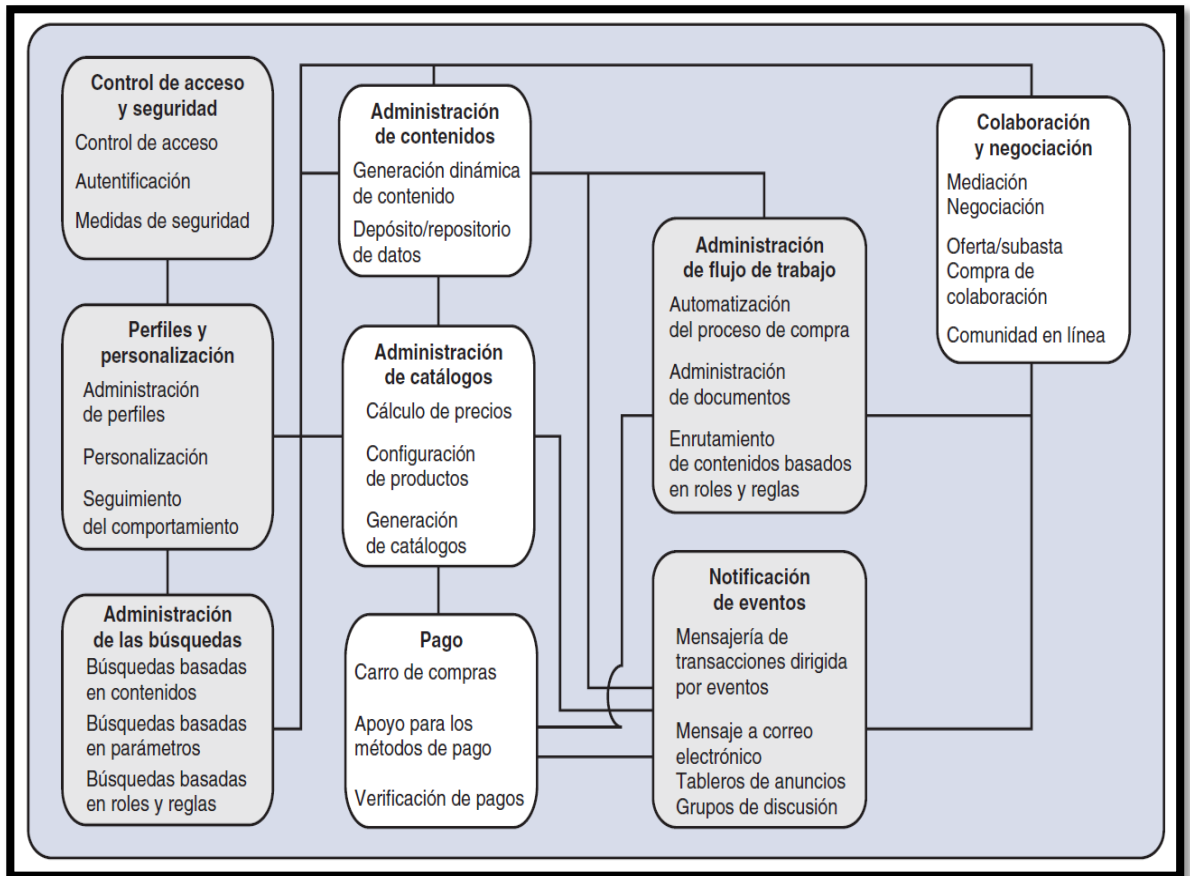 Control de acceso
y seguridad
Control de acceso
Autentificación
Medidas de seguridad
Perfiles y
personalización
Administración
de perfiles
Personalización
Seguimiento
del comportamiento
Administración
de las búsquedas
Búsquedas basadas
en contenidos
Búsquedas basadas
en parámetros
Búsquedas basadas
en roles y reglas
Administración
de contenidos
Generación dinámica
de contenido
Depósito/repositorio
de datos
Administración
de catálogos
Cálculo de precios
Configuración
de productos
Generación
de catálogos
Pago
Carro de compras
Apoyo para los
métodos de pago
Verificación de pagos
Administración
de flujo de trabajo
Automatización
del proceso de compra
Administración
de documentos
Enrutamiento
de contenidos basados
en roles y reglas
Notificación
de eventos
Mensajería de
transacciones dirigida
por eventos
Mensaje a correo
electrónico
Tableros de anuncios
Grupos de discusión
Colaboración
y negociación
Mediación
Negociación
Oferta/subasta
Compra de
colaboración
Comunidad en línea